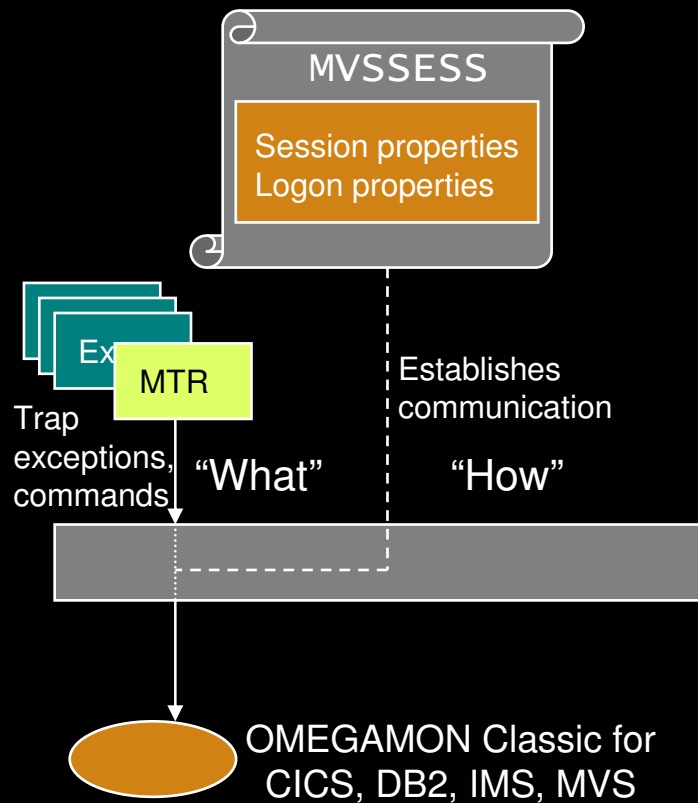 MVSSESS
Session properties
Logon properties
Ex
MTR
Trap
exceptions,
commands
Establishes
communication
“What”
“How”
OMEGAMON Classic for
CICS, DB2, IMS, MVS